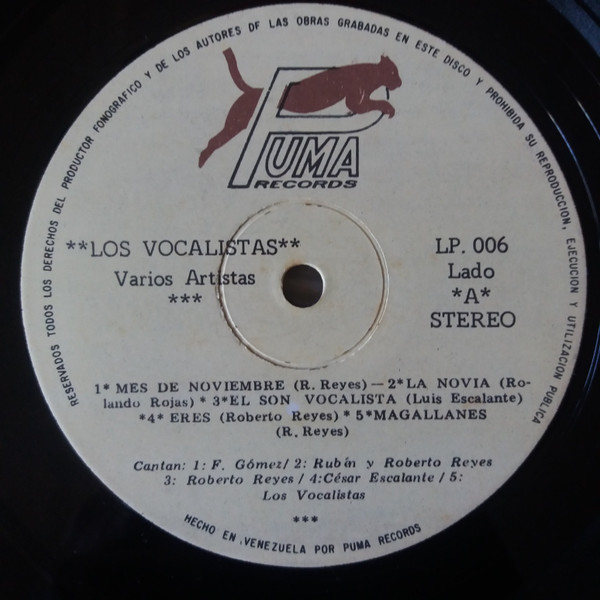 RESERVADOS TODOS LOS DERECHOS DEL PRODUCTOR FONOGRAFICO Y DE LOS AUTORES DF LAS OBRAS GRABADAS EN ESTE DISCO Y PROHIBIDA SU REPRODUCCION, EJECUCION Y UTILIZACION PUBLICA
PUMA
RECORDS
**LOS VOCALISTAS**
Varios Artistas
***
LP. 006
Lado
*A*
STEREO
1* MES DE NOVIEMBRE (R. Reyes) — 2*LA NOVIA (Ro-
lando Rojas) * 3*EL SON VOCALISTA (Luis Escalante)
*4* ERES (Roberto Reyes) * 5*MAGALLANES
(R. Reyes)
Cantan: 1: F. Gómez/ 2: Rubín y Roberto Reyes
3: Roberto Reyes / 4:César Escalante / 5:
Los Vocalistas
***
HECHO EN VENEZUELA POR PUMA RECORDS